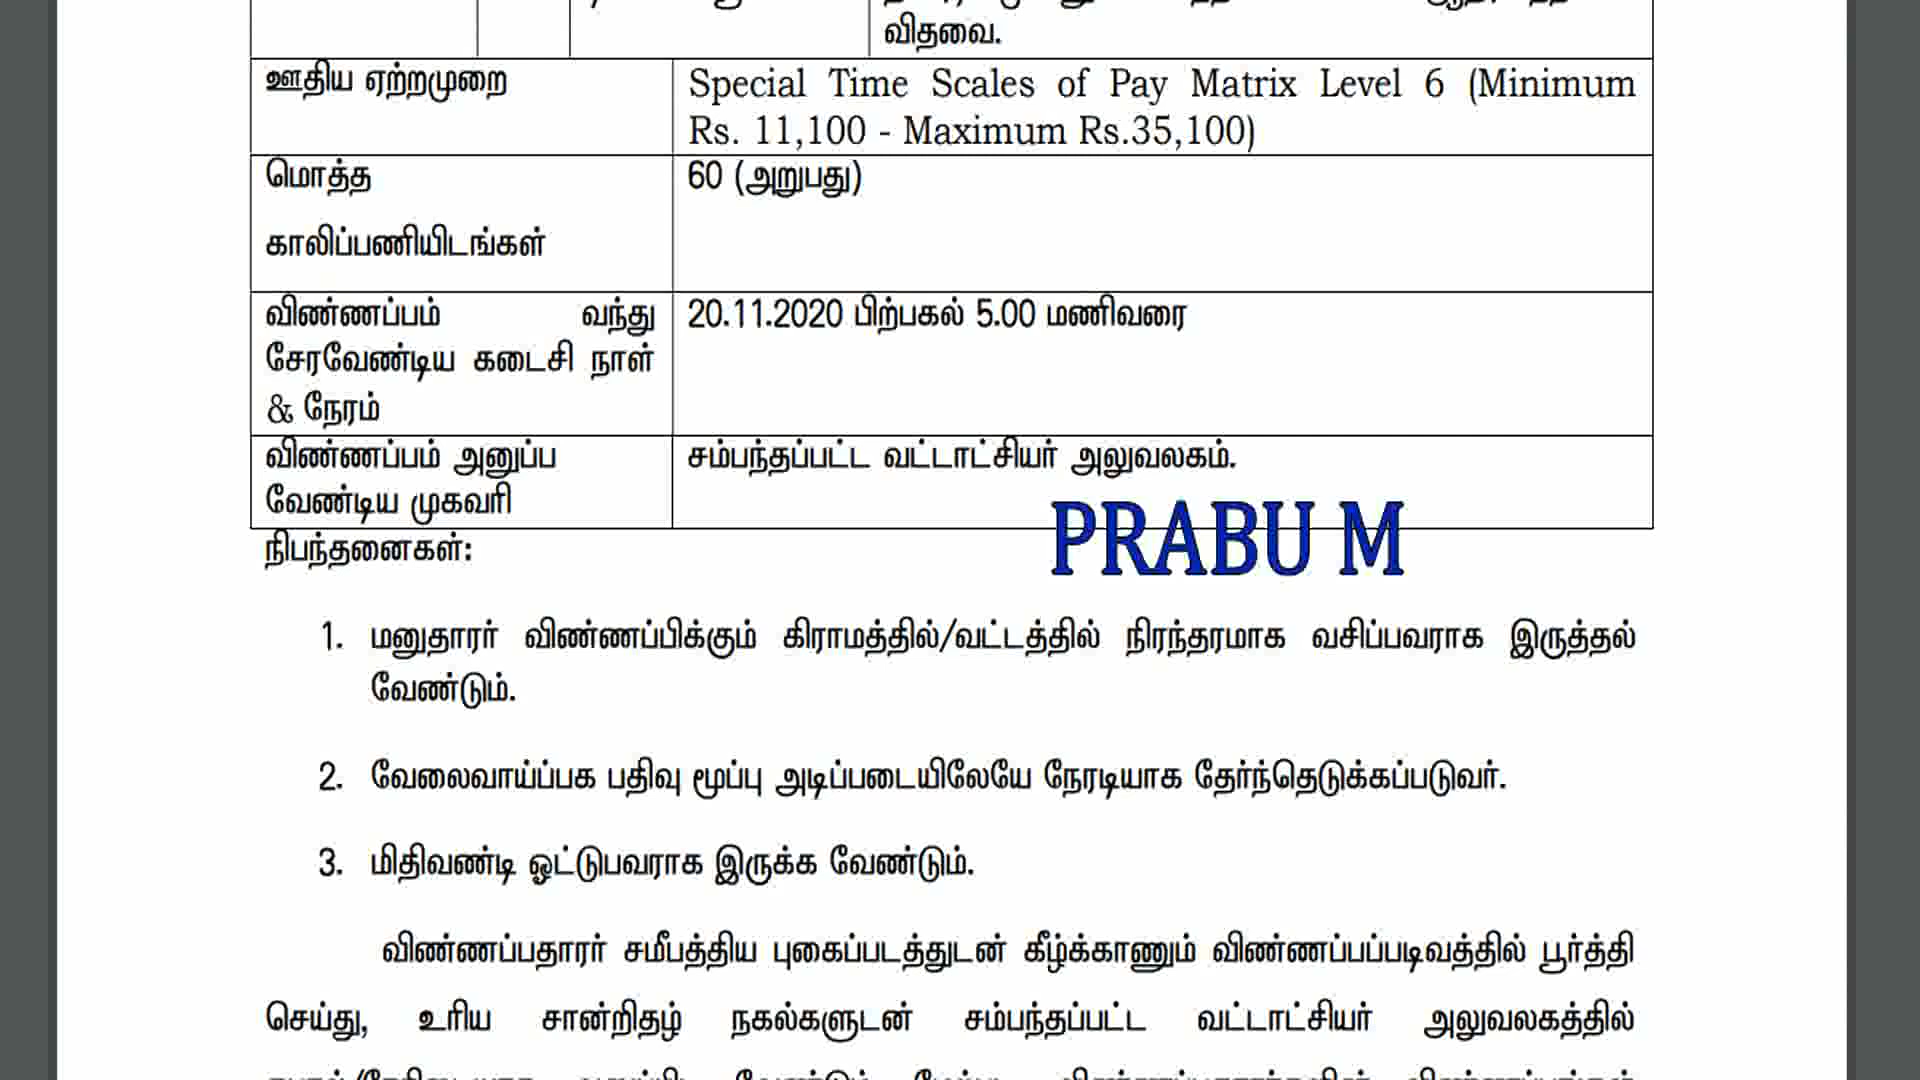 விதவை.
ஊதிய ஏற்றமுறை
Special Time Scales of Pay Matrix Level 6 (Minimum
Rs. 11,100 - Maximum Rs.35,100)
மொத்த
காலிப்பணியிடங்கள்
60 (அறுபது)
விண்ணப்பம் வந்து
சேரவேண்டிய கடைசி நாள்
& நேரம்
20.11.2020 பிற்பகல் 5.00 மணிவரை
விண்ணப்பம் அனுப்ப
வேண்டிய முகவரி
சம்பந்தப்பட்ட வட்டாட்சியர் அலுவலகம்.
PRABU M
நிபந்தனைகள்:
1. மனுதாரர் விண்ணப்பிக்கும் கிராமத்தில்/வட்டத்தில் நிரந்தரமாக வசிப்பவராக இருத்தல்
வேண்டும்.
2. வேலைவாய்ப்பக பதிவு மூப்பு அடிப்படையிலேயே நேரடியாக தேர்ந்தெடுக்கப்படுவர்.
3. மிதிவண்டி ஓட்டுபவராக இருக்க வேண்டும்.
விண்ணப்பதாரர் சமீபத்திய புகைப்படத்துடன் கீழ்க்காணும் விண்ணப்பப்படிவத்தில் பூர்த்தி
செய்து, உரிய சான்றிதழ் நகல்களுடன் சம்பந்தப்பட்ட வட்டாட்சியர் அலுவலகத்தில்